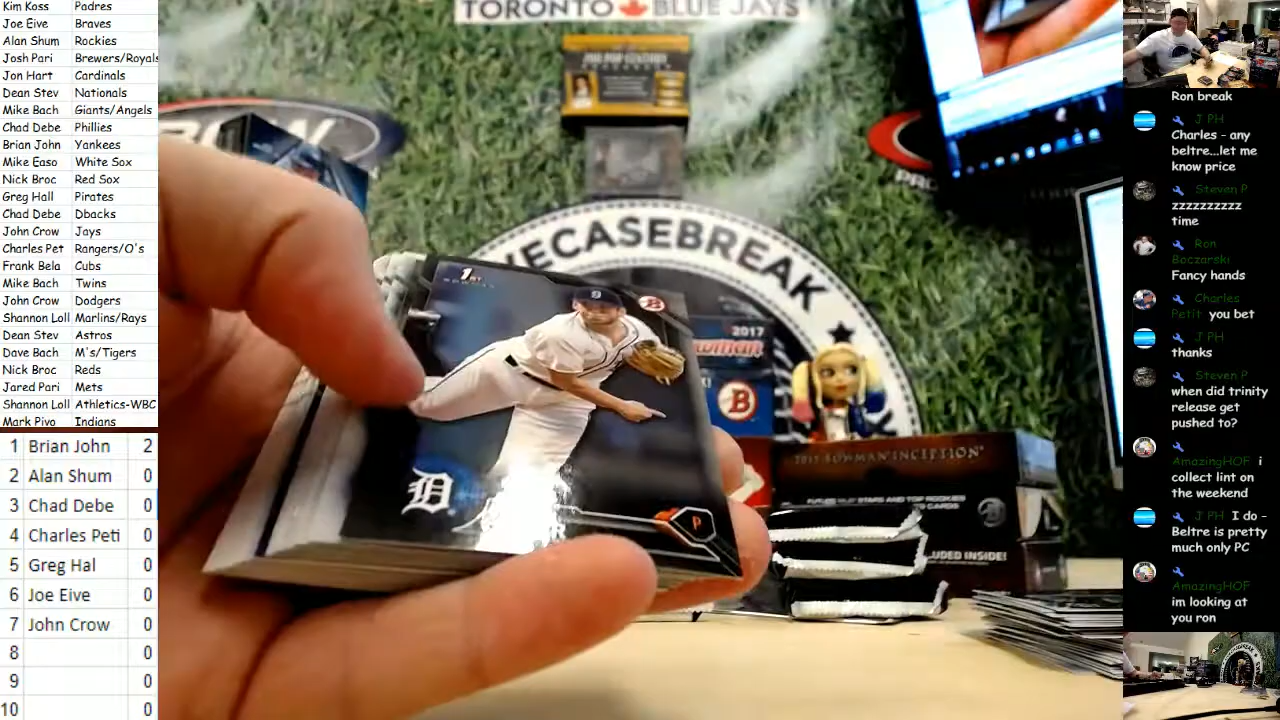 Kim Koss Padres
Joe Eive Braves
Alan Shum Rockies
Josh Pari Brewers/Royals
Jon Hart Cardinals
Dean Stev Nationals
Mike Bach Giants/Angels
Chad Debe Phillies
Brian John Yankees
Mike Easo White Sox
Nick Broc Red Sox
Greg Hall Pirates
Chad Debe Dbacks
John Crow Jays
Charles Pet Rangers/O's
Frank Bela Cubs
Mike Bach Twins
John Crow Dodgers
Shannon Loll Marlins/Rays
Dean Stev Astros
Dave Bach M's/Tigers
Nick Broc Reds
Jared Pari Mets
Shannon Loll Athletics-WBC
Mark Pivo Indians
1 Brian John 2
2 Alan Shum 0
3 Chad Debe 0
4 Charles Peti 0
5 Greg Hal 0
6 Joe Eive 0
7 John Crow 0
8 0
9 0
10 0
TORONTO BLUE JAYS
ECASEBREAK
2017
B
2015 BOWMAN INCEPTION
LUDED INSIDE!
1ST
D
P
Ron break
J PH
Charles - any
beltre...let me
know price
Steven P
zzzzzzzzzz
time
Ron
Boczarski
Fancy hands
Charles
Petit you bet
J PH
thanks
Steven P
when did trinity
release get
pushed to?
AmazingHOF i
collect lint on
the weekend
J PH I do -
Beltre is pretty
much only PC
AmazingHOF
im looking at
you ron